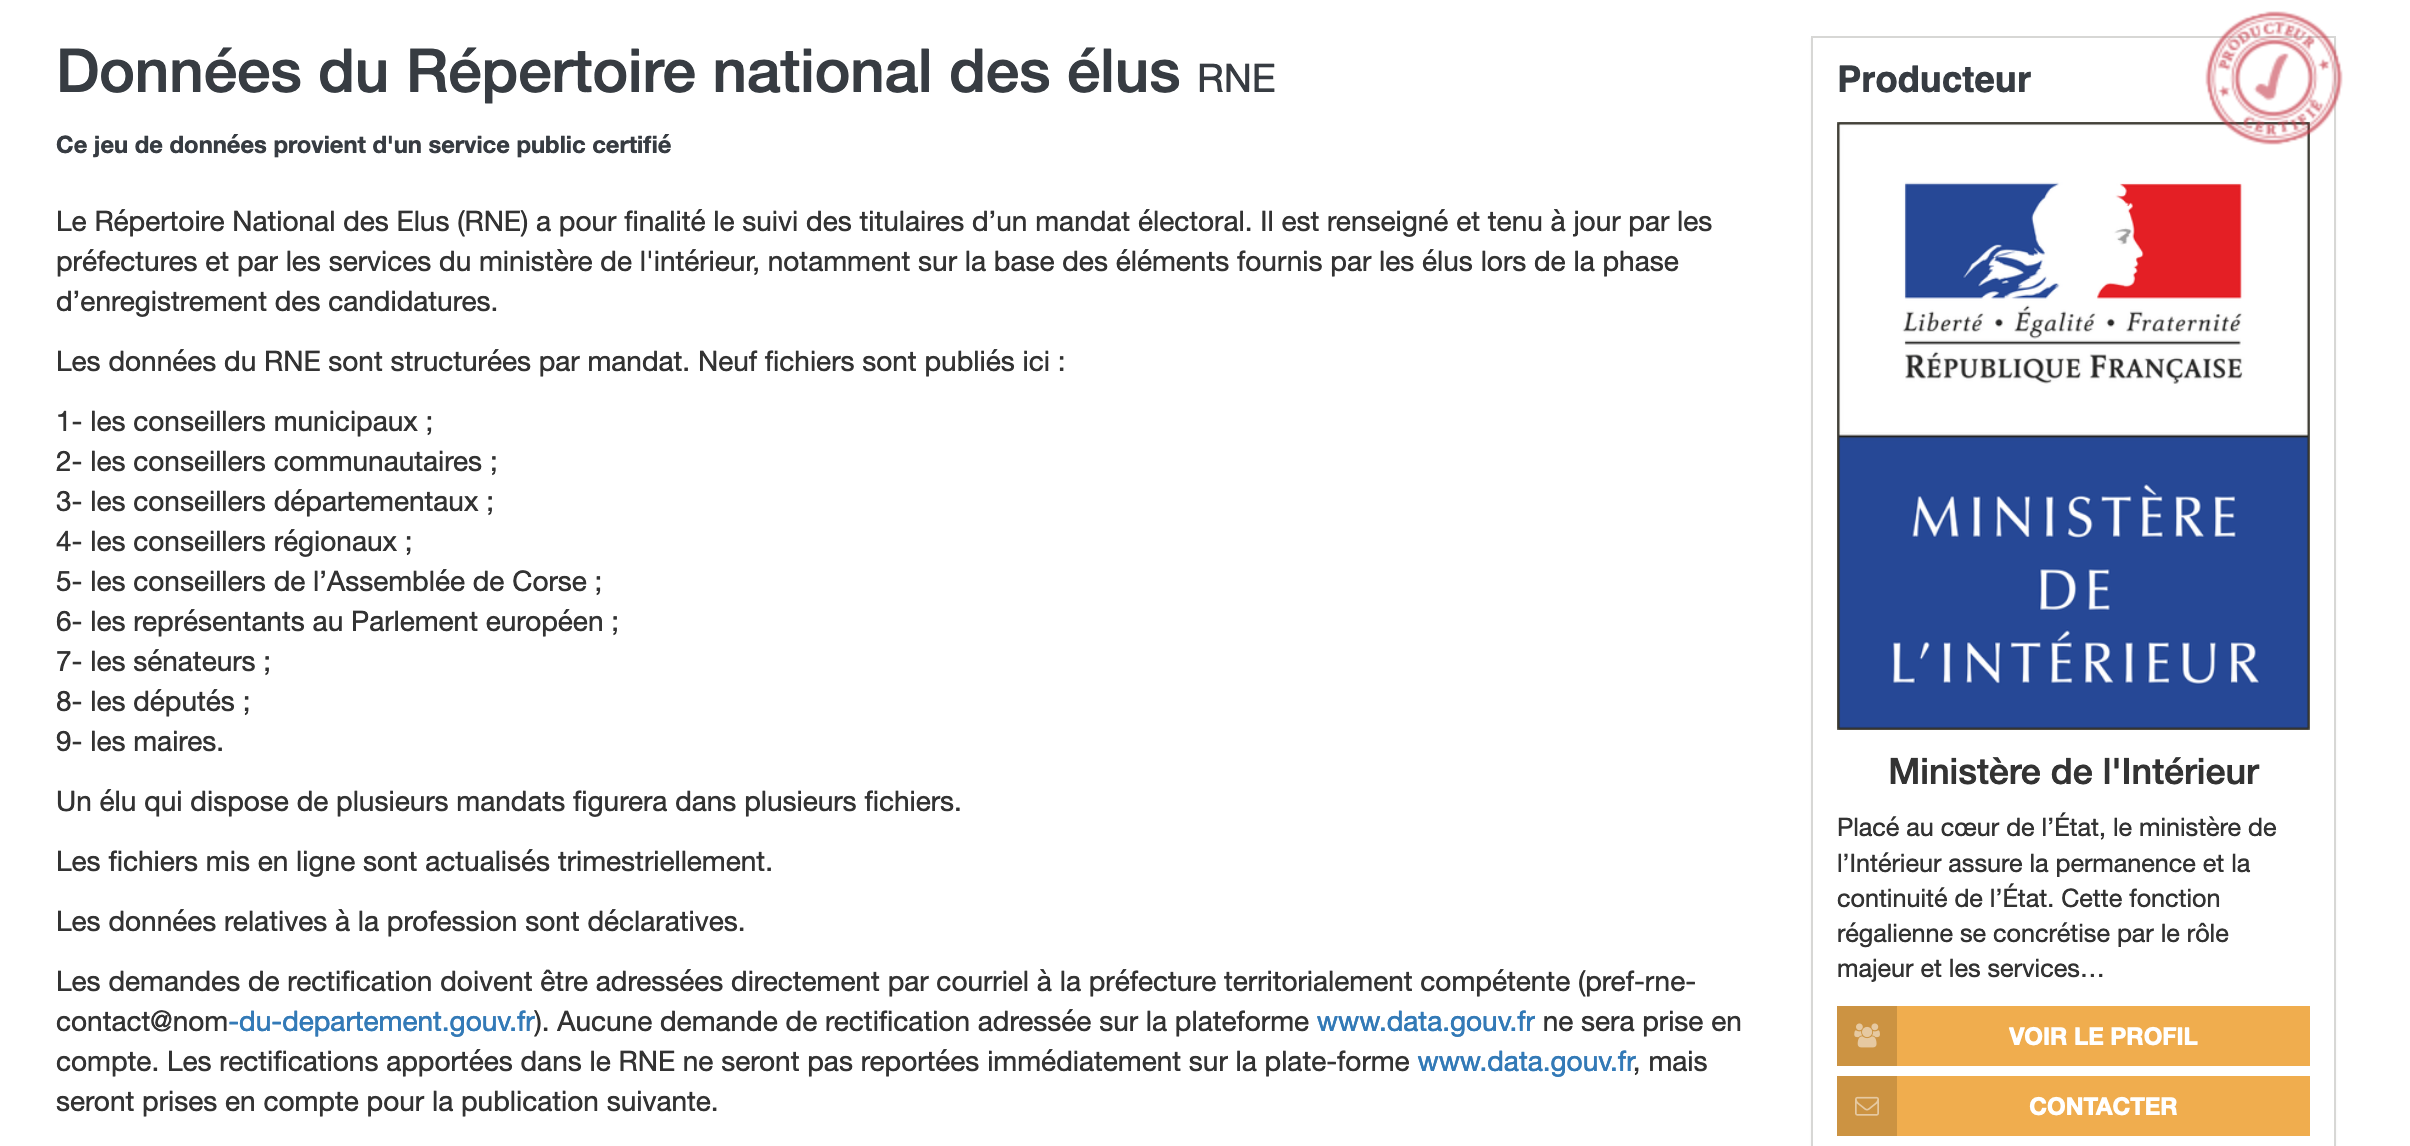 Données du Répertoire national des élus RNE
Ce jeu de données provient d'un service public certifié
Le Répertoire National des Elus (RNE) a pour finalité le suivi des titulaires d’un mandat électoral. Il est renseigné et tenu à jour par les
préfectures et par les services du ministère de l'intérieur, notamment sur la base des éléments fournis par les élus lors de la phase
d’enregistrement des candidatures.
Les données du RNE sont structurées par mandat. Neuf fichiers sont publiés ici :
1- les conseillers municipaux ;
2- les conseillers communautaires ;
3- les conseillers départementaux ;
4- les conseillers régionaux ;
5- les conseillers de l’Assemblée de Corse ;
6- les représentants au Parlement européen ;
7- les sénateurs ;
8- les députés ;
9- les maires.
Un élu qui dispose de plusieurs mandats figurera dans plusieurs fichiers.
Les fichiers mis en ligne sont actualisés trimestriellement.
Les données relatives à la profession sont déclaratives.
Les demandes de rectification doivent être adressées directement par courriel à la préfecture territorialement compétente (pref-rne-
contact@nom-du-departement.gouv.fr). Aucune demande de rectification adressée sur la plateforme www.data.gouv.fr ne sera prise en
compte. Les rectifications apportées dans le RNE ne seront pas reportées immédiatement sur la plate-forme www.data.gouv.fr, mais
seront prises en compte pour la publication suivante.
Producteur
PRODUCTEUR
CERTIFIÉ
Liberté • Égalité • Fraternité
RÉPUBLIQUE FRANÇAISE
MINISTÈRE
DE
L’INTÉRIEUR
Ministère de l'Intérieur
Placé au cœur de l’État, le ministère de
l’Intérieur assure la permanence et la
continuité de l’État. Cette fonction
régalienne se concrétise par le rôle
majeur et les services…
VOIR LE PROFIL
CONTACTER